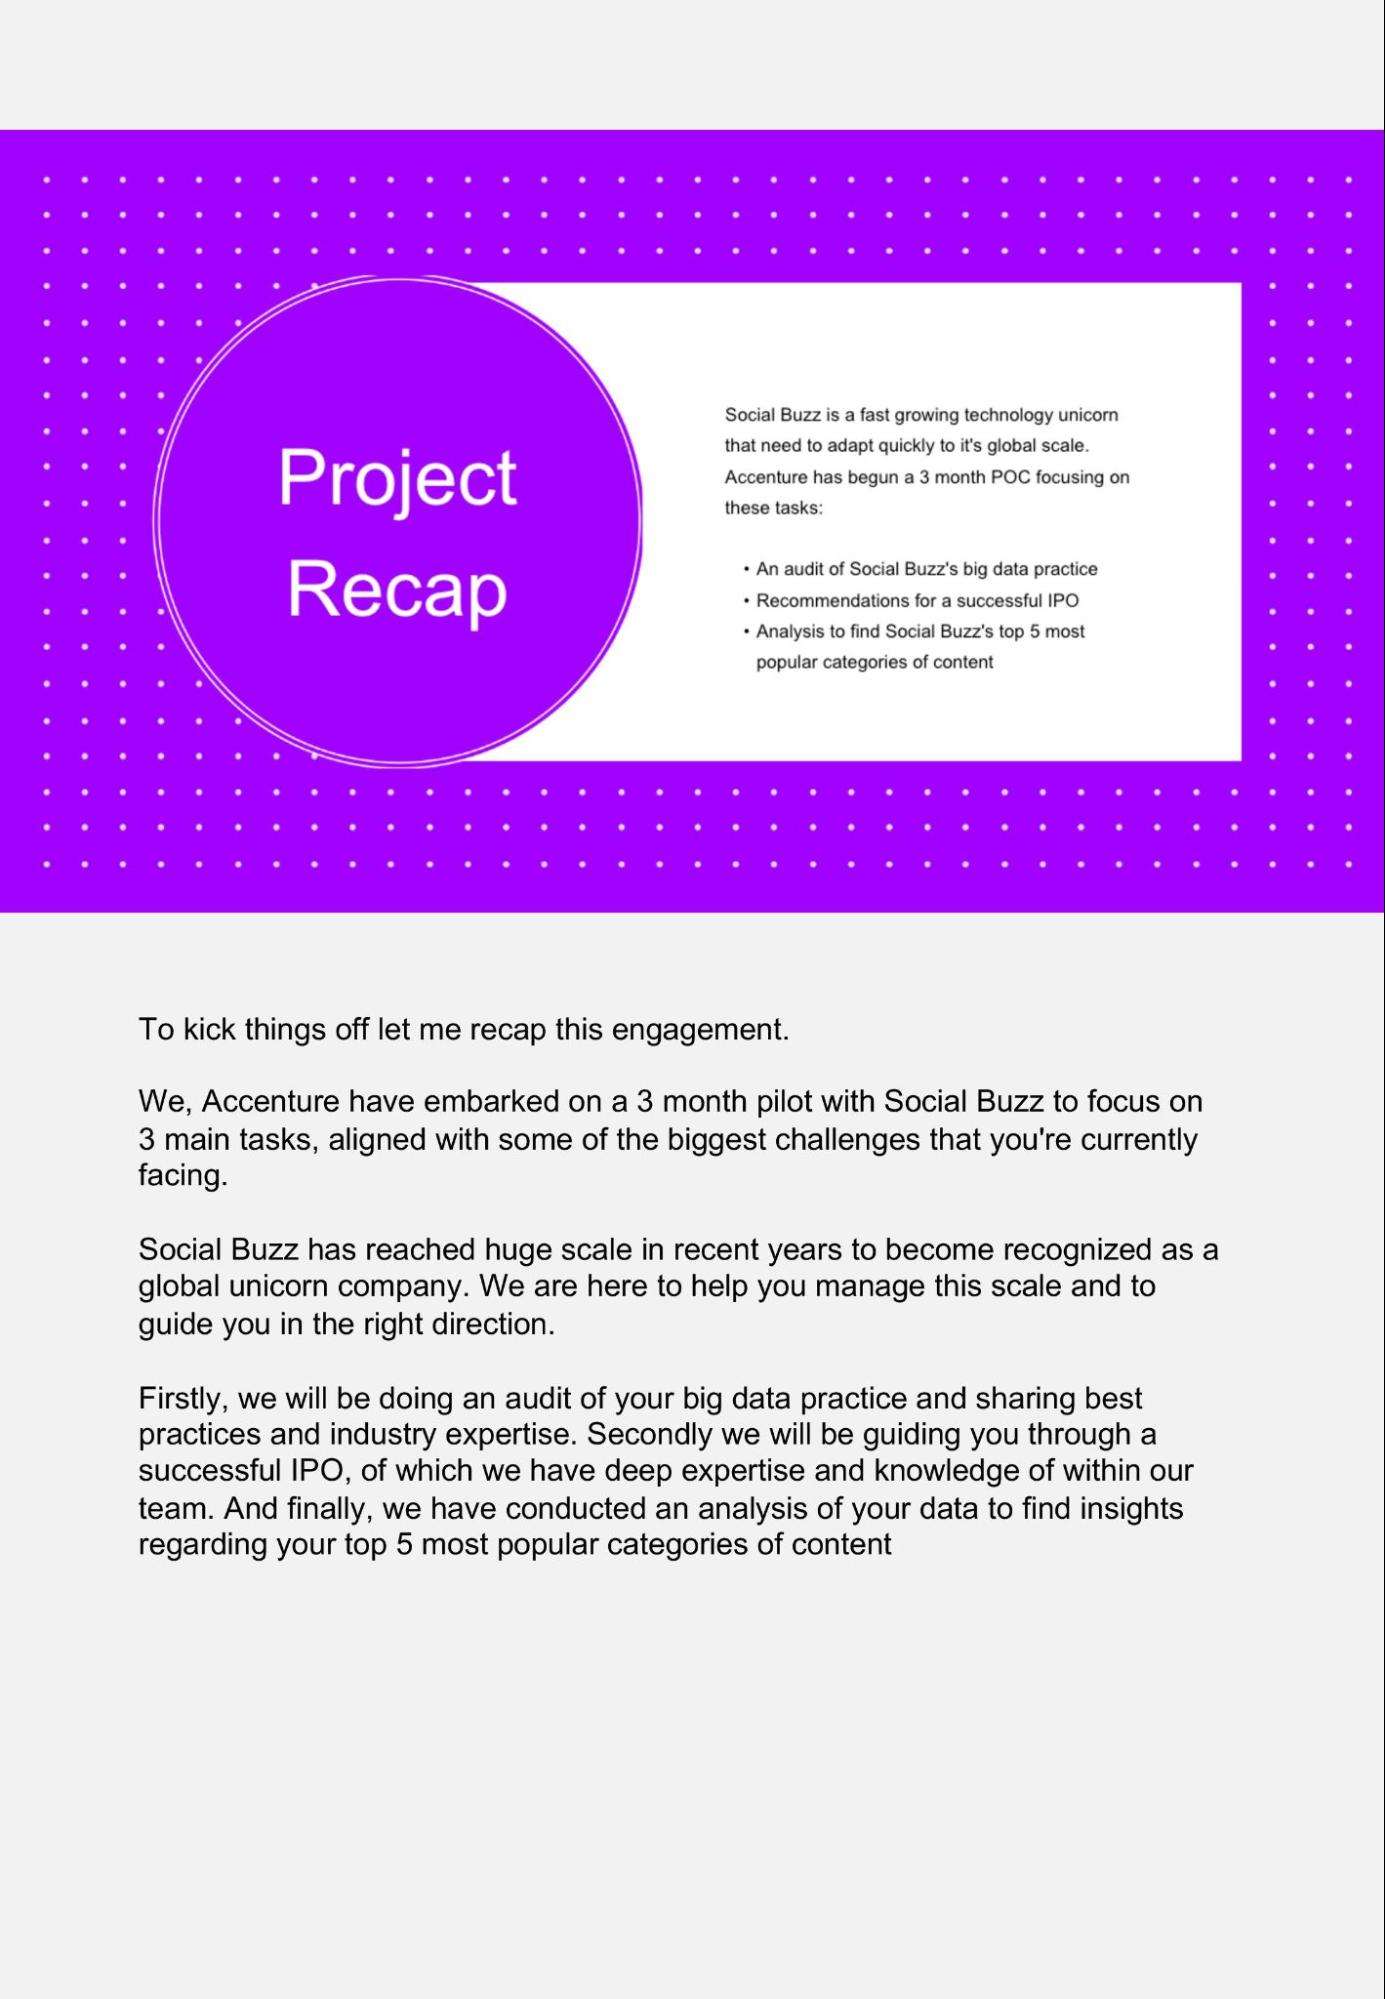 Project
Recap
Social Buzz is a fast growing technology unicorn
that need to adapt quickly to it's global scale.
Accenture has begun a 3 month POC focusing on
these tasks:
• An audit of Social Buzz's big data practice
• Recommendations for a successful IPO
• Analysis to find Social Buzz's top 5 most
popular categories of content
To kick things off let me recap this engagement.
We, Accenture have embarked on a 3 month pilot with Social Buzz to focus on
3 main tasks, aligned with some of the biggest challenges that you're currently
facing.
Social Buzz has reached huge scale in recent years to become recognized as a
global unicorn company. We are here to help you manage this scale and to
guide you in the right direction.
Firstly, we will be doing an audit of your big data practice and sharing best
practices and industry expertise. Secondly we will be guiding you through a
successful IPO, of which we have deep expertise and knowledge of within our
team. And finally, we have conducted an analysis of your data to find insights
regarding your top 5 most popular categories of content